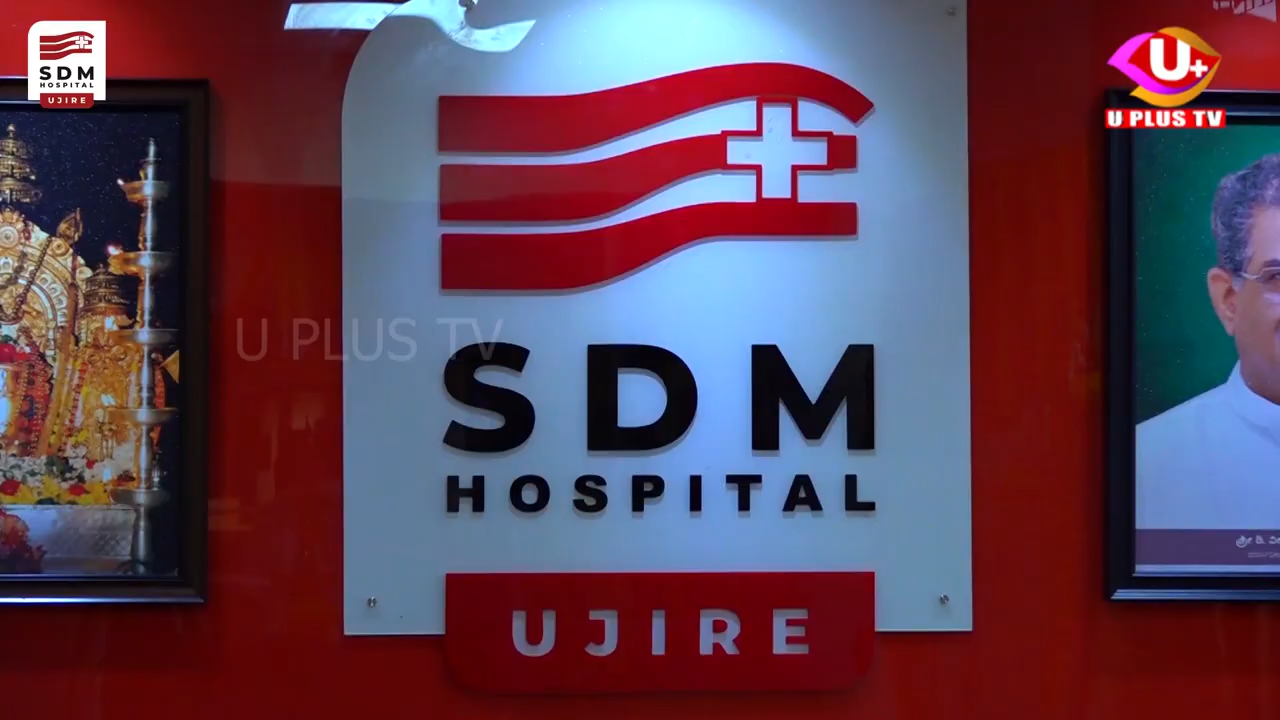 SDM
HOSPITAL
UJIRE
U+
U PLUS TV
U PLUS TV
SDM
HOSPITAL
UJIRE
ಶ್ರೀ ಡಿ.